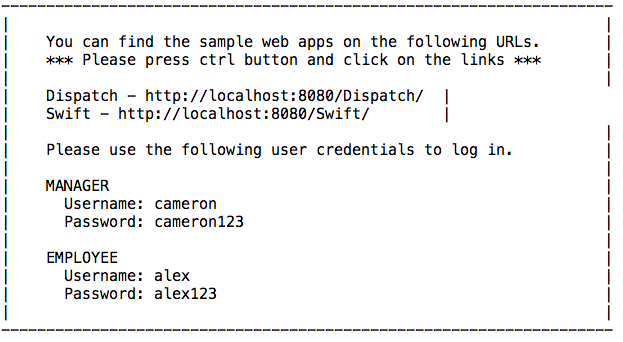 You can find the sample web apps on the following URLs.
*** Please press ctrl button and click on the links ***
Dispatch – http://localhost:8080/Dispatch/ |
Swift – http://localhost:8080/Swift/ |
Please use the following user credentials to log in.
MANAGER
Username: cameron
Password: cameron123
EMPLOYEE
Username: alex
Password: alex123